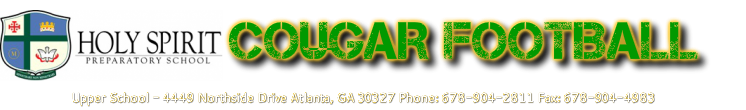 HOLY SPIRIT
PREPARATORY SCHOOL
COUGAR FOOTBALL
Upper School - 4449 Northside Drive Atlanta, GA 30327 Phone: 678-904-2811 Fax: 678-904-4983